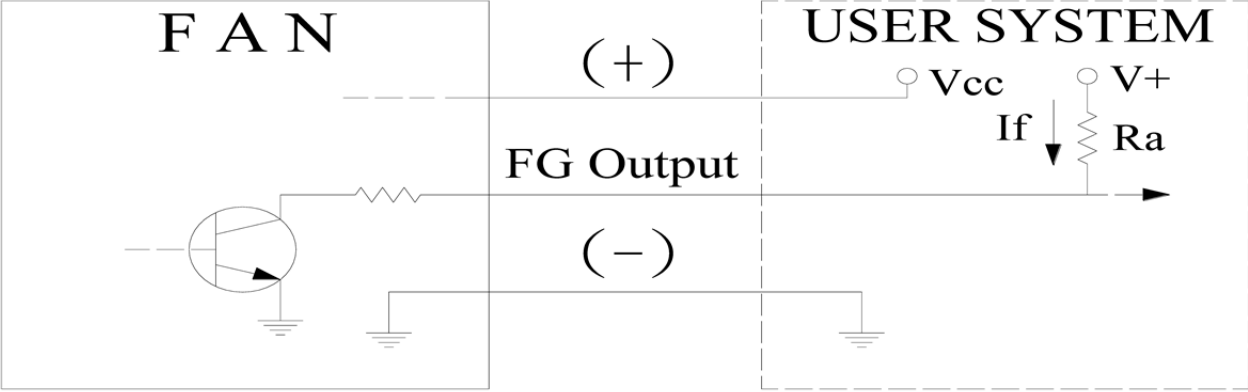 F A N
USER SYSTEM
(+)
Vcc
V+
If
Ra
FG Output
(−)